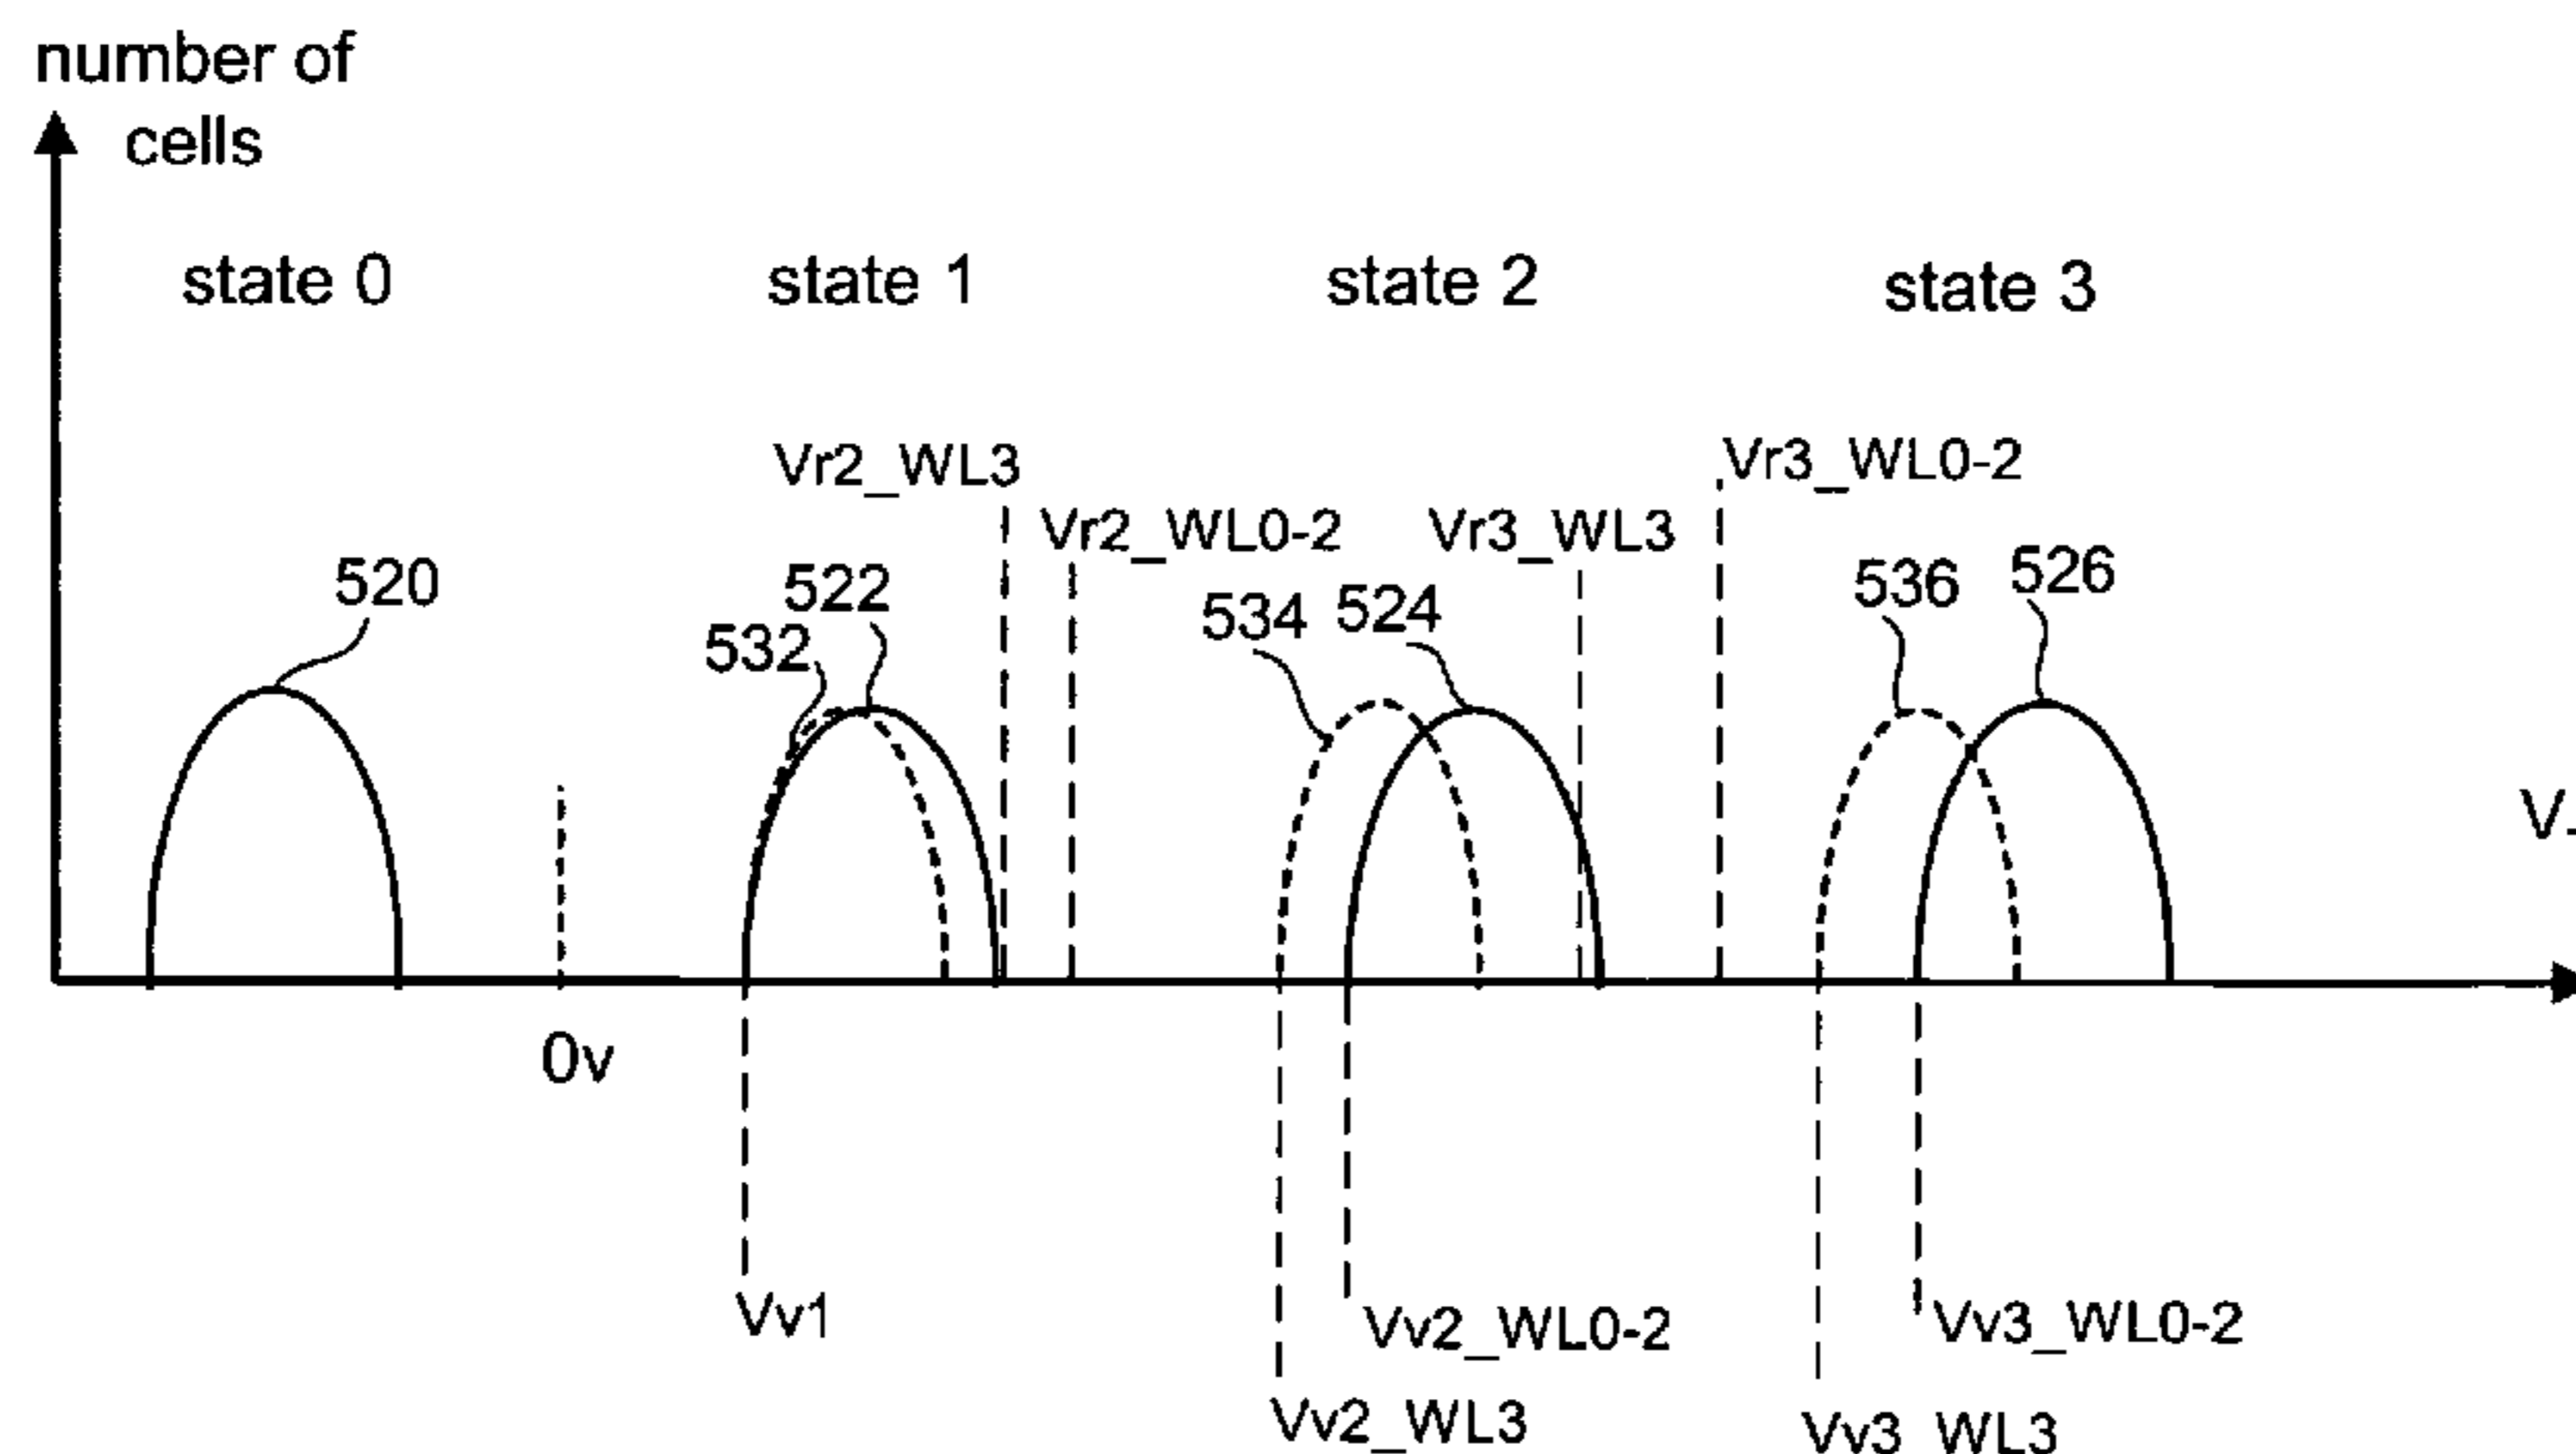 number of
cells
state 0
state 1
state 2
state 3
Vr2_WL3
Vr3_WL0-2
Vr2_WL0-2
Vr3_WL3
520
522
532
534
524
536
526
0v
Vv1
Vv2_WL0-2
Vv3_WL0-2
Vv2_WL3
Vv3_WL3